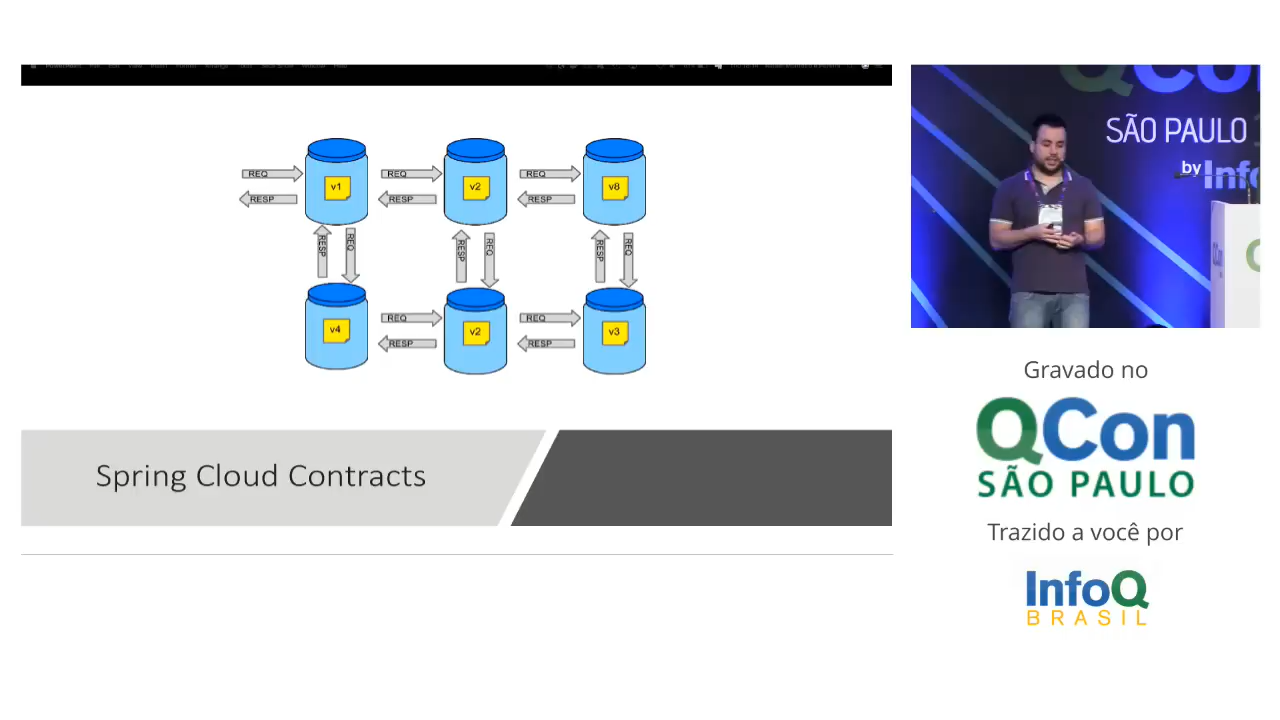 REQ
RESP
v1
REQ
RESP
v2
REQ
RESP
v8
RESP
REQ
RESP
REQ
RESP
REQ
v4
REQ
RESP
v2
REQ
RESP
v3
Spring Cloud Contracts
QCon
SÃO PAULO
by Info
Gravado no
QCon
SÃO PAULO
Trazido a você por
InfoQ
BRASIL